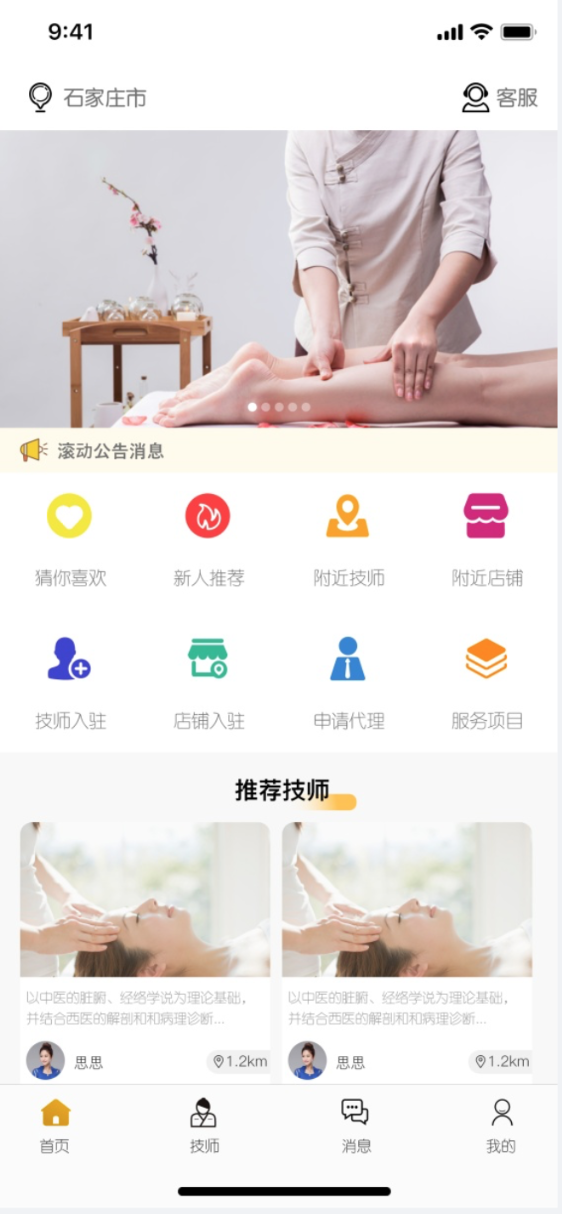 9:41
石家庄市
客服
滚动公告消息
猜你喜欢
新人推荐
附近技师
附近店铺
技师入驻
店铺入驻
申请代理
服务项目
推荐技师
以中医的脏腑、经络学说为理论基础，
并结合西医的解剖和和病理诊断...
思思
1.2km
以中医的脏腑、经络学说为理论基础，
并结合西医的解剖和和病理诊断...
思思
1.2km
首页
技师
消息
我的